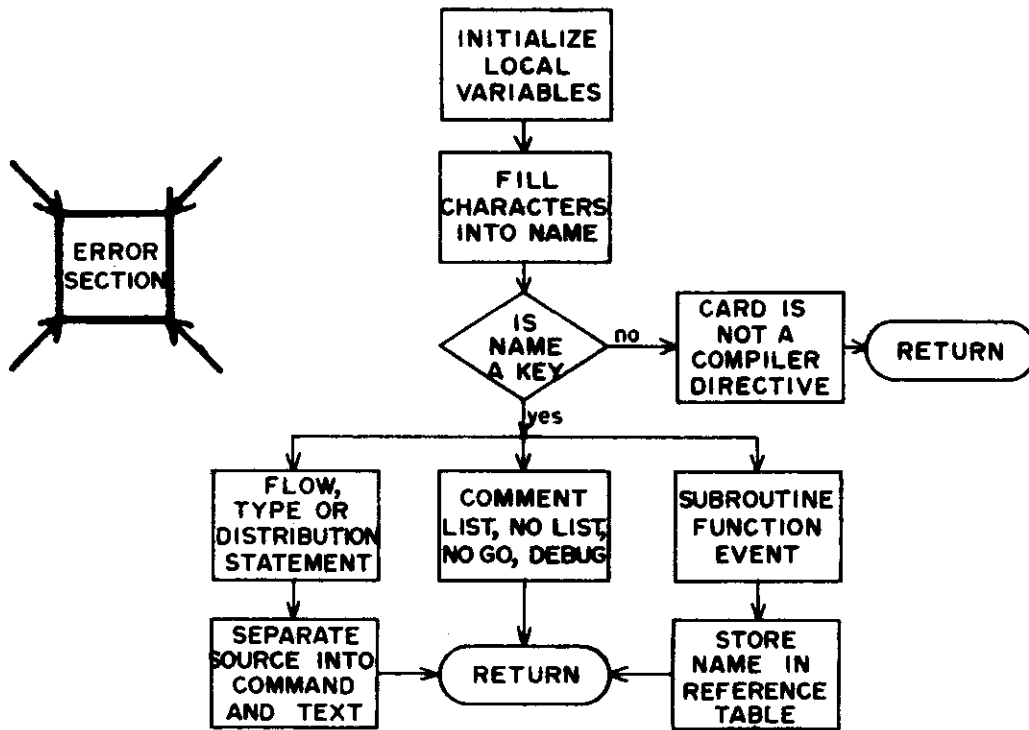 INITIALIZE
LOCAL
VARIABLES
FILL
CHARACTERS
INTO NAME
ERROR
SECTION
IS
NAME
A KEY
no
CARD IS
NOT A
COMPILER
DIRECTIVE
RETURN
yes
FLOW,
TYPE OR
DISTRIBUTION
STATEMENT
COMMENT
LIST, NO LIST,
NO GO, DEBUG
SUBROUTINE
FUNCTION
EVENT
SEPARATE
SOURCE INTO
COMMAND
AND TEXT
RETURN
STORE
NAME IN
REFERENCE
TABLE